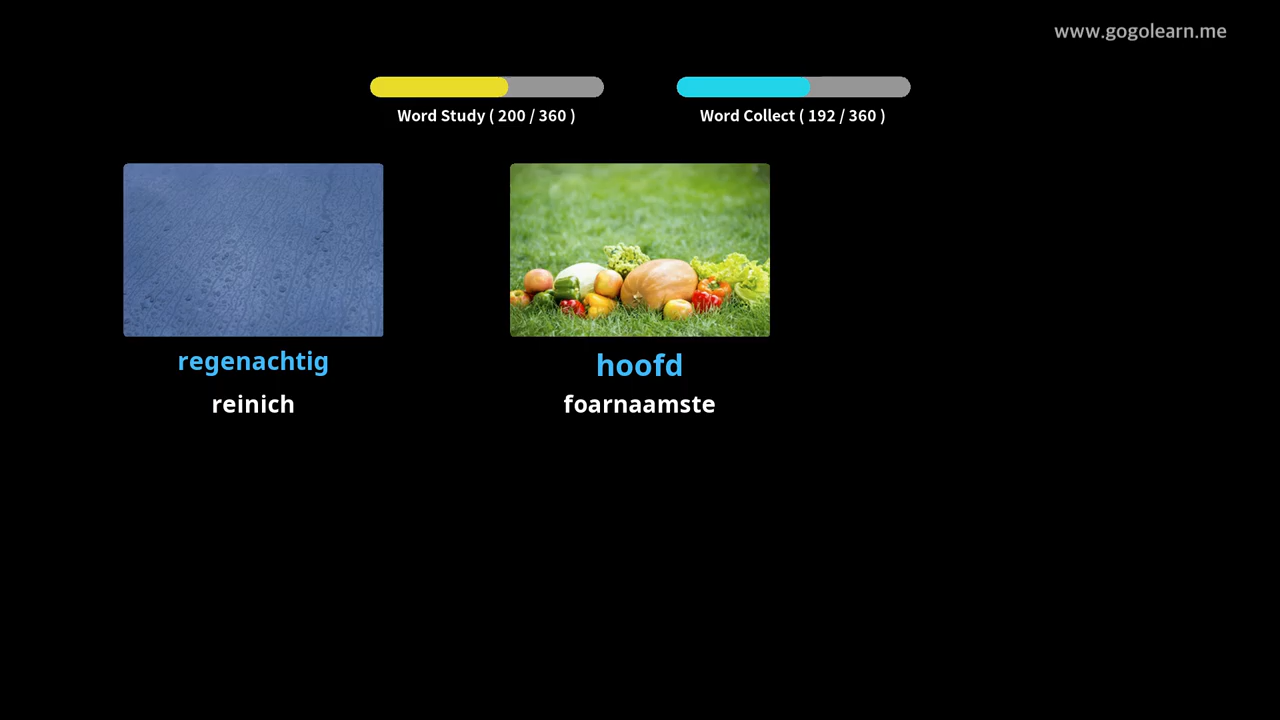 www.gogolearn.me
Word Study ( 200 / 360 )
Word Collect ( 192 / 360 )
regenachtig
reinich
hoofd
foarnaamste